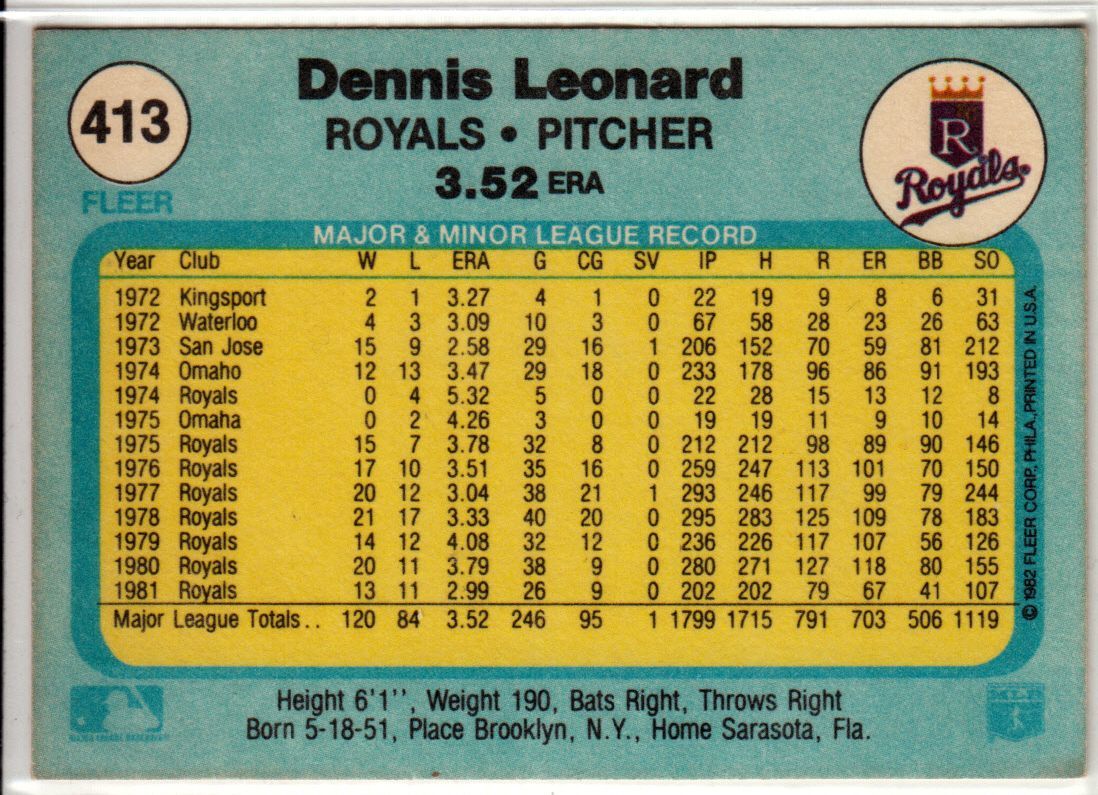 413
Dennis Leonard
ROYALS • PITCHER
3.52 ERA
FLEER
R
Royals
MAJOR & MINOR LEAGUE RECORD
Year Club W L ERA G CG SV IP H R ER BB SO
1972 Kingsport 2 1 3.27 4 1 0 22 19 9 8 6 31
1972 Waterloo 4 3 3.09 10 3 0 67 58 28 23 26 63
1973 San Jose 15 9 2.58 29 16 1 206 152 70 59 81 212
1974 Omaho 12 13 3.47 29 18 0 233 178 96 86 91 193
1974 Royals 0 4 5.32 5 0 0 22 28 15 13 12 8
1975 Omaha 0 2 4.26 3 0 0 19 19 11 9 10 14
1975 Royals 15 7 3.78 32 8 0 212 212 98 89 90 146
1976 Royals 17 10 3.51 35 16 0 259 247 113 101 70 150
1977 Royals 20 12 3.04 38 21 1 293 246 117 99 79 244
1978 Royals 21 17 3.33 40 20 0 295 283 125 109 78 183
1979 Royals 14 12 4.08 32 12 0 236 226 117 107 56 126
1980 Royals 20 11 3.79 38 9 0 280 271 127 118 80 155
1981 Royals 13 11 2.99 26 9 0 202 202 79 67 41 107
Major League Totals.. 120 84 3.52 246 95 1 1799 1715 791 703 506 1119
© 1982 FLEER CORP., PHILA., PRINTED IN U.S.A.
Height 6'1'', Weight 190, Bats Right, Throws Right
Born 5-18-51, Place Brooklyn, N.Y., Home Sarasota, Fla.
MAJOR LEAGUE BASEBALL